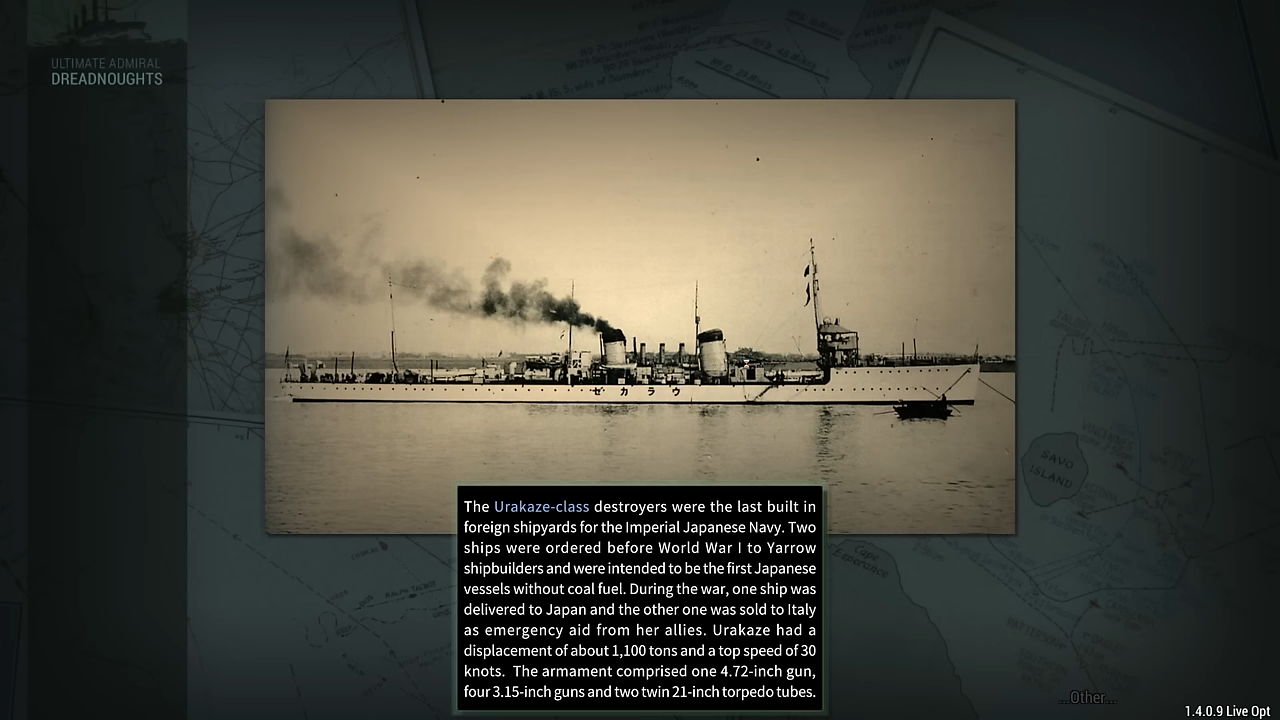 ULTIMATE ADMIRAL
DREADNOUGHTS
ゼカラウ
The Urakaze-class destroyers were the last built in
foreign shipyards for the Imperial Japanese Navy. Two
ships were ordered before World War I to Yarrow
shipbuilders and were intended to be the first Japanese
vessels without coal fuel. During the war, one ship was
delivered to Japan and the other one was sold to Italy
as emergency aid from her allies. Urakaze had a
displacement of about 1,100 tons and a top speed of 30
knots.  The armament comprised one 4.72-inch gun,
four 3.15-inch guns and two twin 21-inch torpedo tubes.
SAVO
ISLAND
Cape
Esperance
...Other...
1.4.0.9 Live Opt